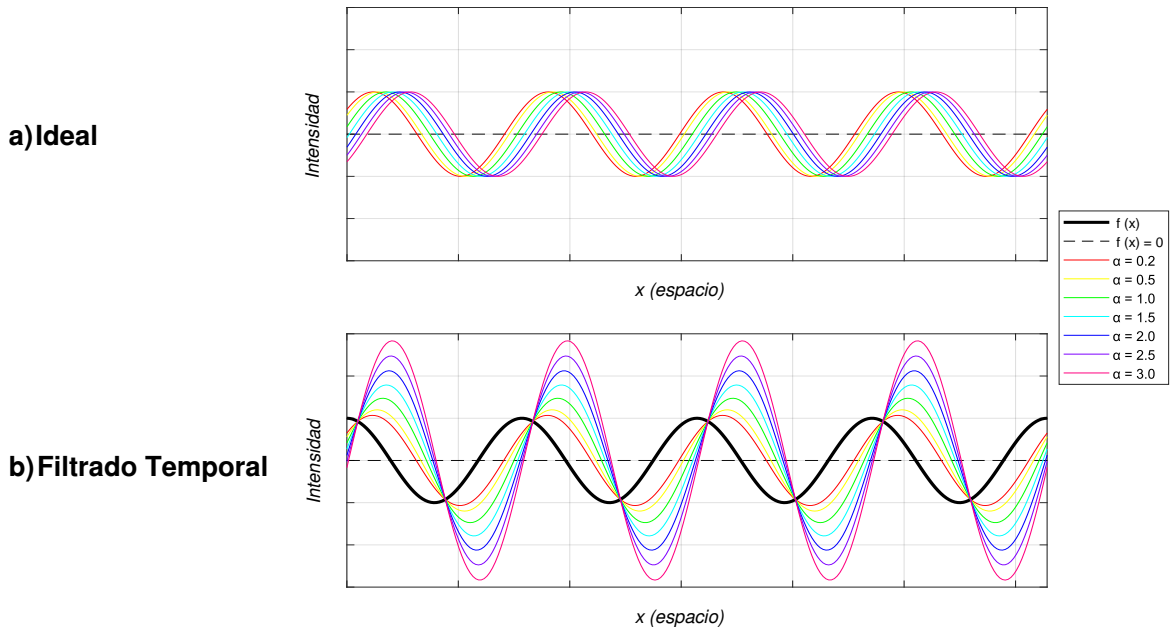 a) Ideal
Intensidad
x (espacio)
f (x)
f (x) = 0
α = 0.2
α = 0.5
α = 1.0
α = 1.5
α = 2.0
α = 2.5
α = 3.0
b) Filtrado Temporal
Intensidad
x (espacio)